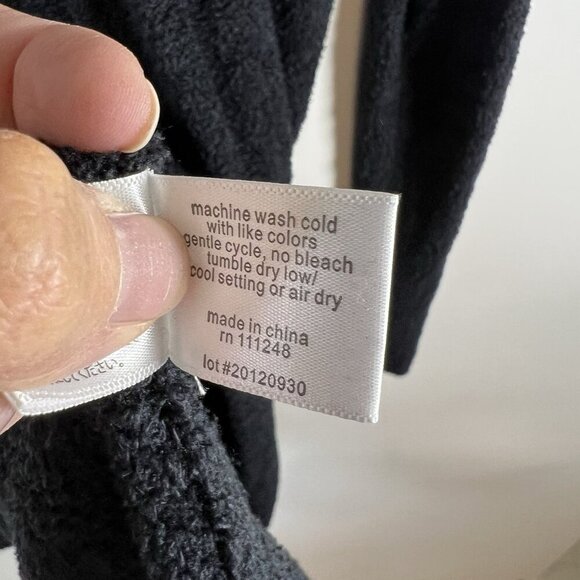 machine wash cold
with like colors
gentle cycle, no bleach
tumble dry low/
cool setting or air dry
made in china
rn 111248
lot#20120930